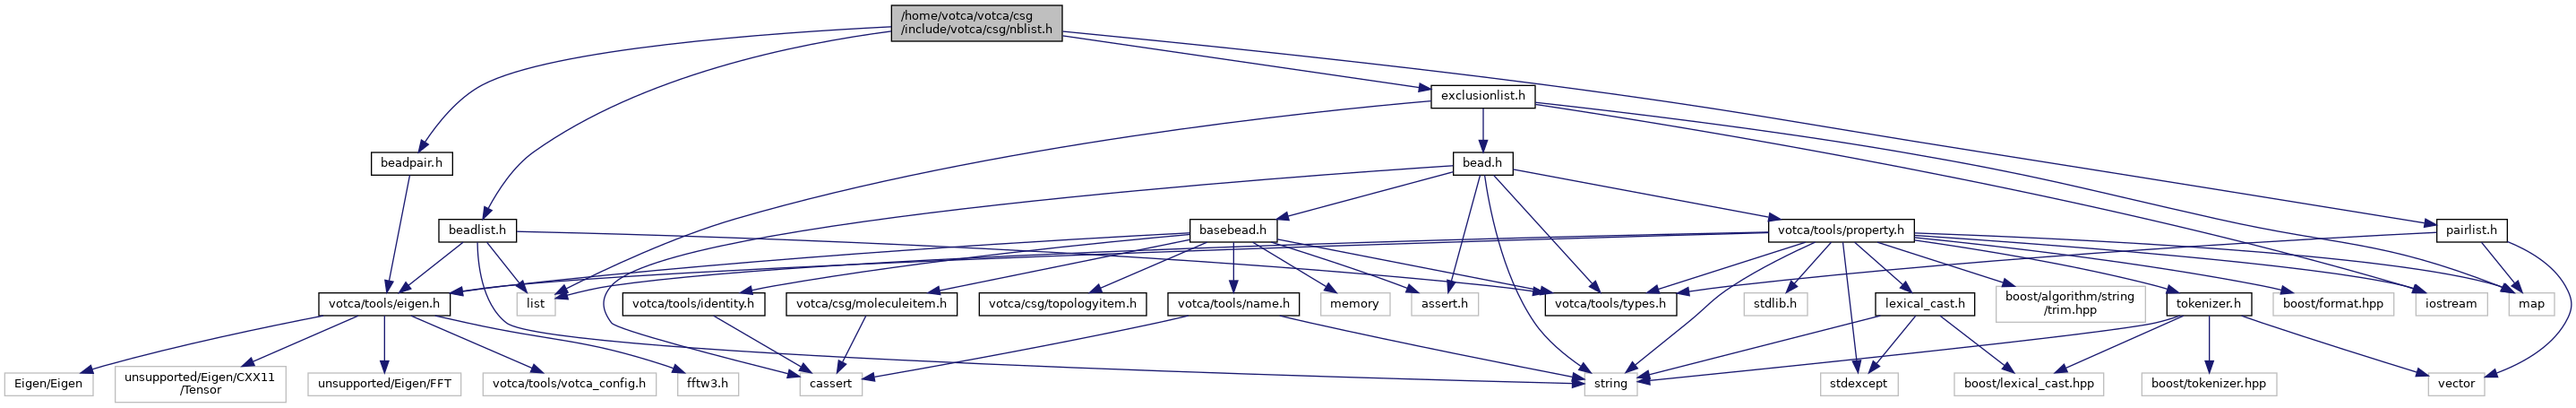 /home/votca/votca/csg
/include/votca/csg/nblist.h
exclusionlist.h
beadpair.h
bead.h
beadlist.h
basebead.h
votca/tools/property.h
pairlist.h
votca/tools/eigen.h
list
votca/tools/identity.h
votca/csg/moleculeitem.h
votca/csg/topologyitem.h
votca/tools/name.h
memory
assert.h
votca/tools/types.h
stdlib.h
lexical_cast.h
boost/algorithm/string
/trim.hpp
tokenizer.h
boost/format.hpp
iostream
map
Eigen/Eigen
unsupported/Eigen/CXX11
/Tensor
unsupported/Eigen/FFT
votca/tools/votca_config.h
fftw3.h
cassert
string
stdexcept
boost/lexical_cast.hpp
boost/tokenizer.hpp
vector